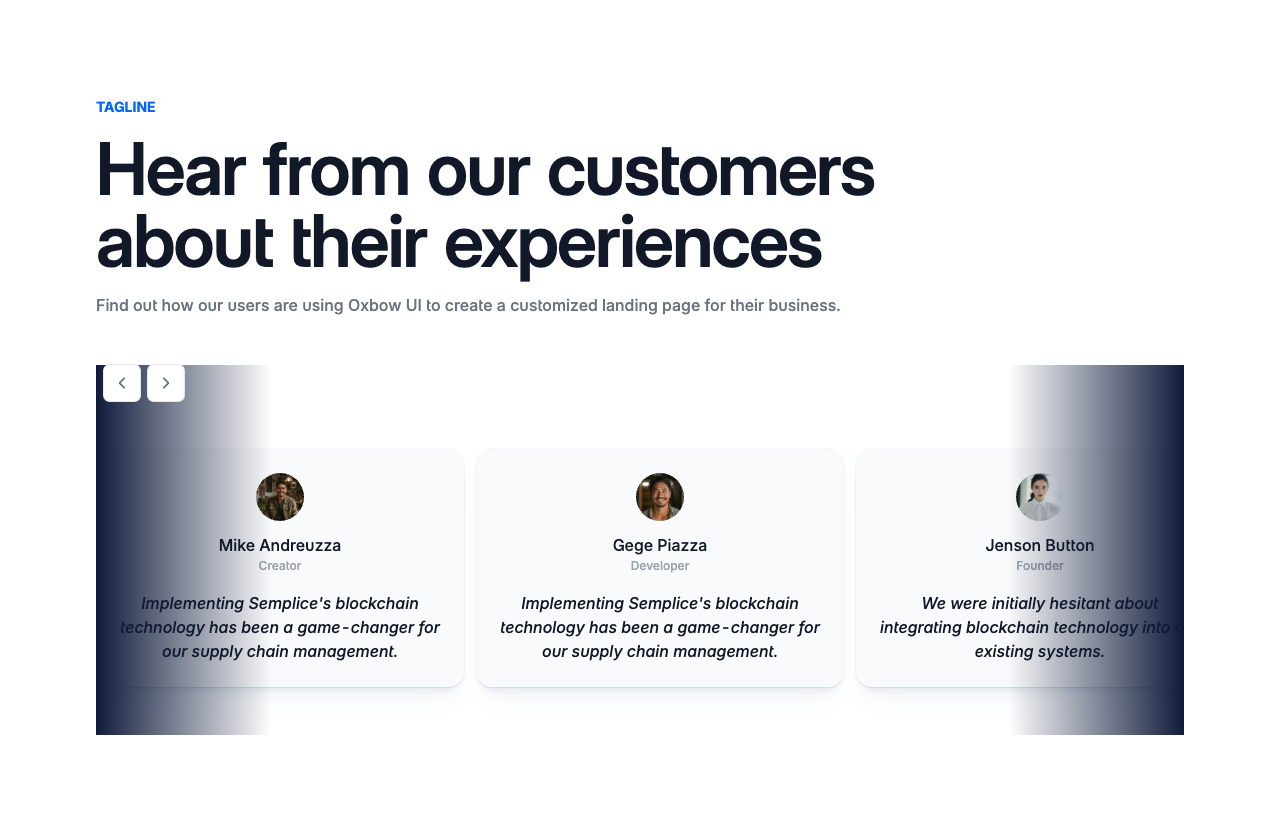 TAGLINE
Hear from our customers
about their experiences
Find out how our users are using Oxbow UI to create a customized landing page for their business.
Mike Andreuzza
Creator
Implementing Semplice's blockchain
technology has been a game-changer for
our supply chain management.
Gege Piazza
Developer
Implementing Semplice's blockchain
technology has been a game-changer for
our supply chain management.
Jenson Button
Founder
We were initially hesitant about
integrating blockchain technology into
existing systems.